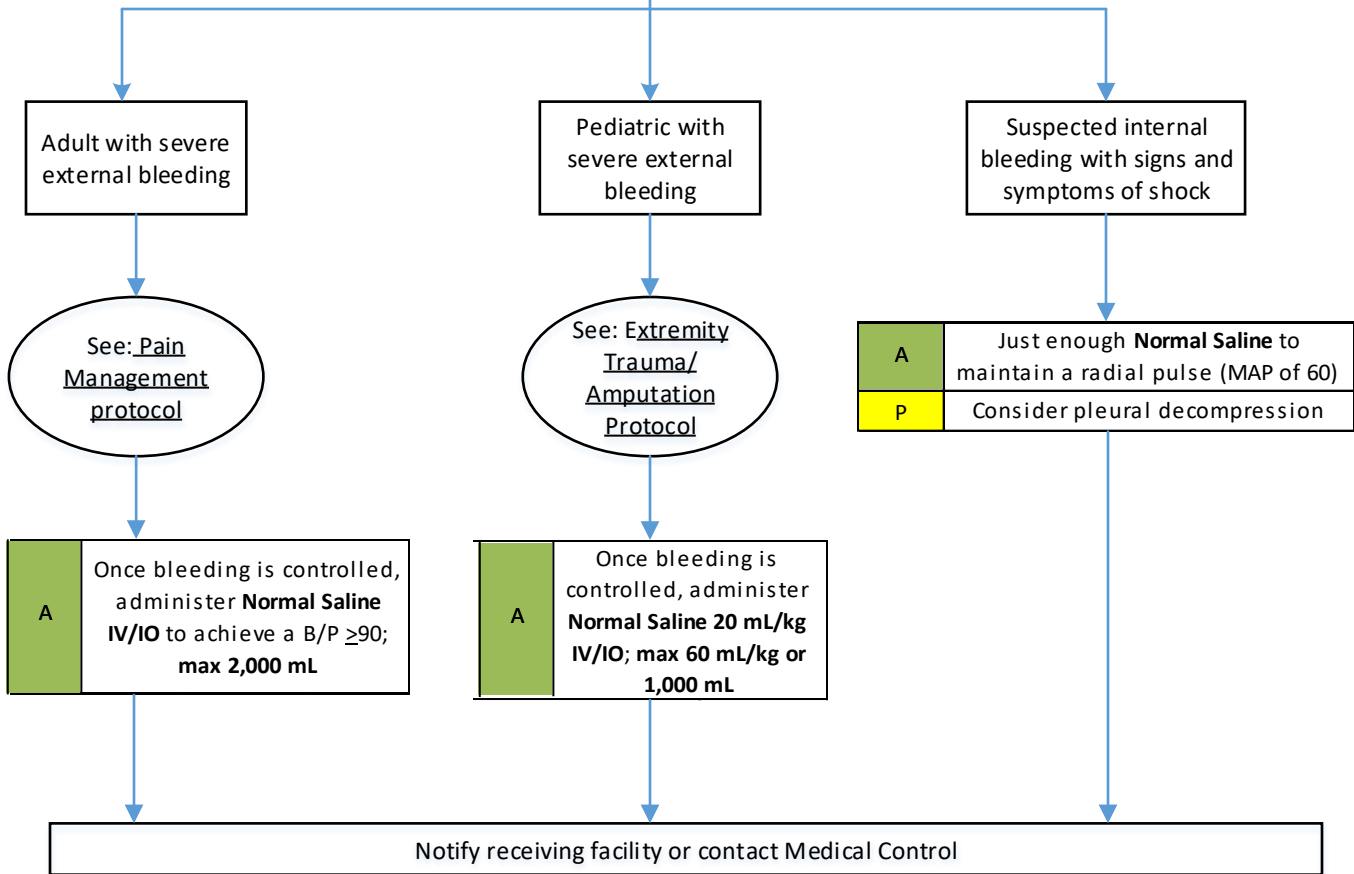 Adult with severe
external bleeding
Pediatric with
severe external
bleeding
Suspected internal
bleeding with signs and
symptoms of shock
See: Pain
Management
protocol
See: Extremity
Trauma/
Amputation
Protocol
A
Just enough Normal Saline to
maintain a radial pulse (MAP of 60)
P
Consider pleural decompression
A
Once bleeding is controlled,
administer Normal Saline
IV/IO to achieve a B/P ≥90;
max 2,000 mL
A
Once bleeding is
controlled, administer
Normal Saline 20 mL/kg
IV/IO; max 60 mL/kg or
1,000 mL
Notify receiving facility or contact Medical Control